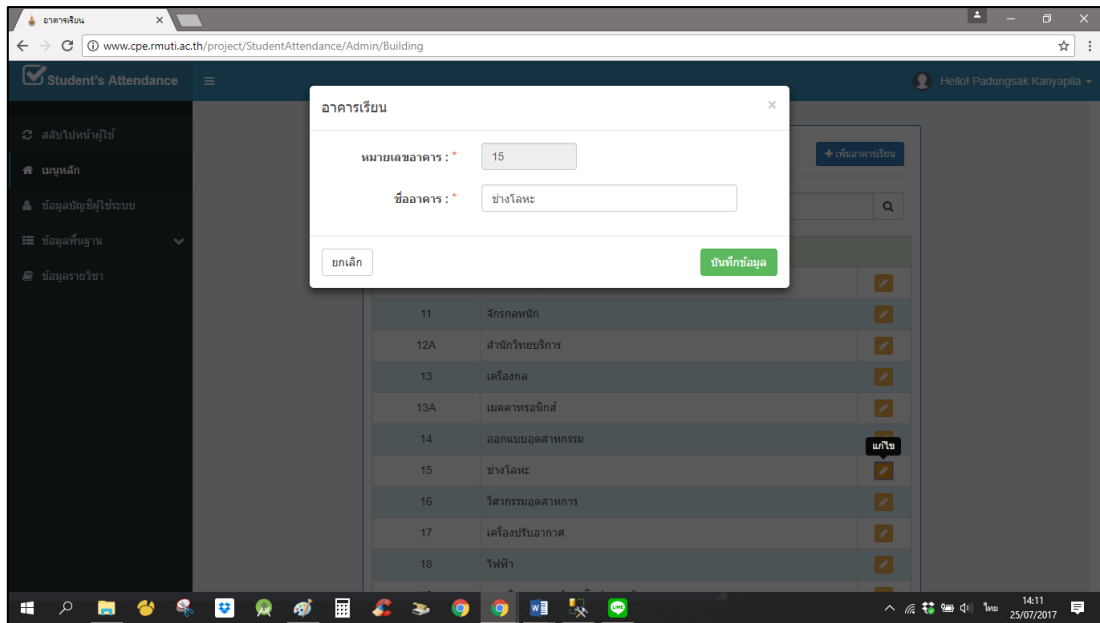 อาคารเรียน
www.cpe.rmuti.ac.th/project/StudentAttendance/Admin/Building
Student's Attendance
Hello! Padungsak Kanyapila
อาคารเรียน
×
หมายเลขอาคาร : * 15
ชื่ออาคาร : * ช่างโลหะ
ยกเลิก
บันทึกข้อมูล
สลับไปหน้าผู้ใช้
เมนูหลัก
ข้อมูลบัญชีผู้ใช้ระบบ
ข้อมูลพื้นฐาน
ข้อมูลรายวิชา
+ เพิ่มอาคารเรียน
11 จักรกลหนัก
12A สำนักวิทยบริการ
13 เครื่องกล
13A เมคคาทรอนิกส์
14 ออกแบบอุตสาหกรรม
แก้ไข
15 ช่างโลหะ
16 วิศวกรรมอุตสาหการ
17 เครื่องปรับอากาศ
18 ไฟฟ้า
LINE
ไทย
14:11
25/07/2017